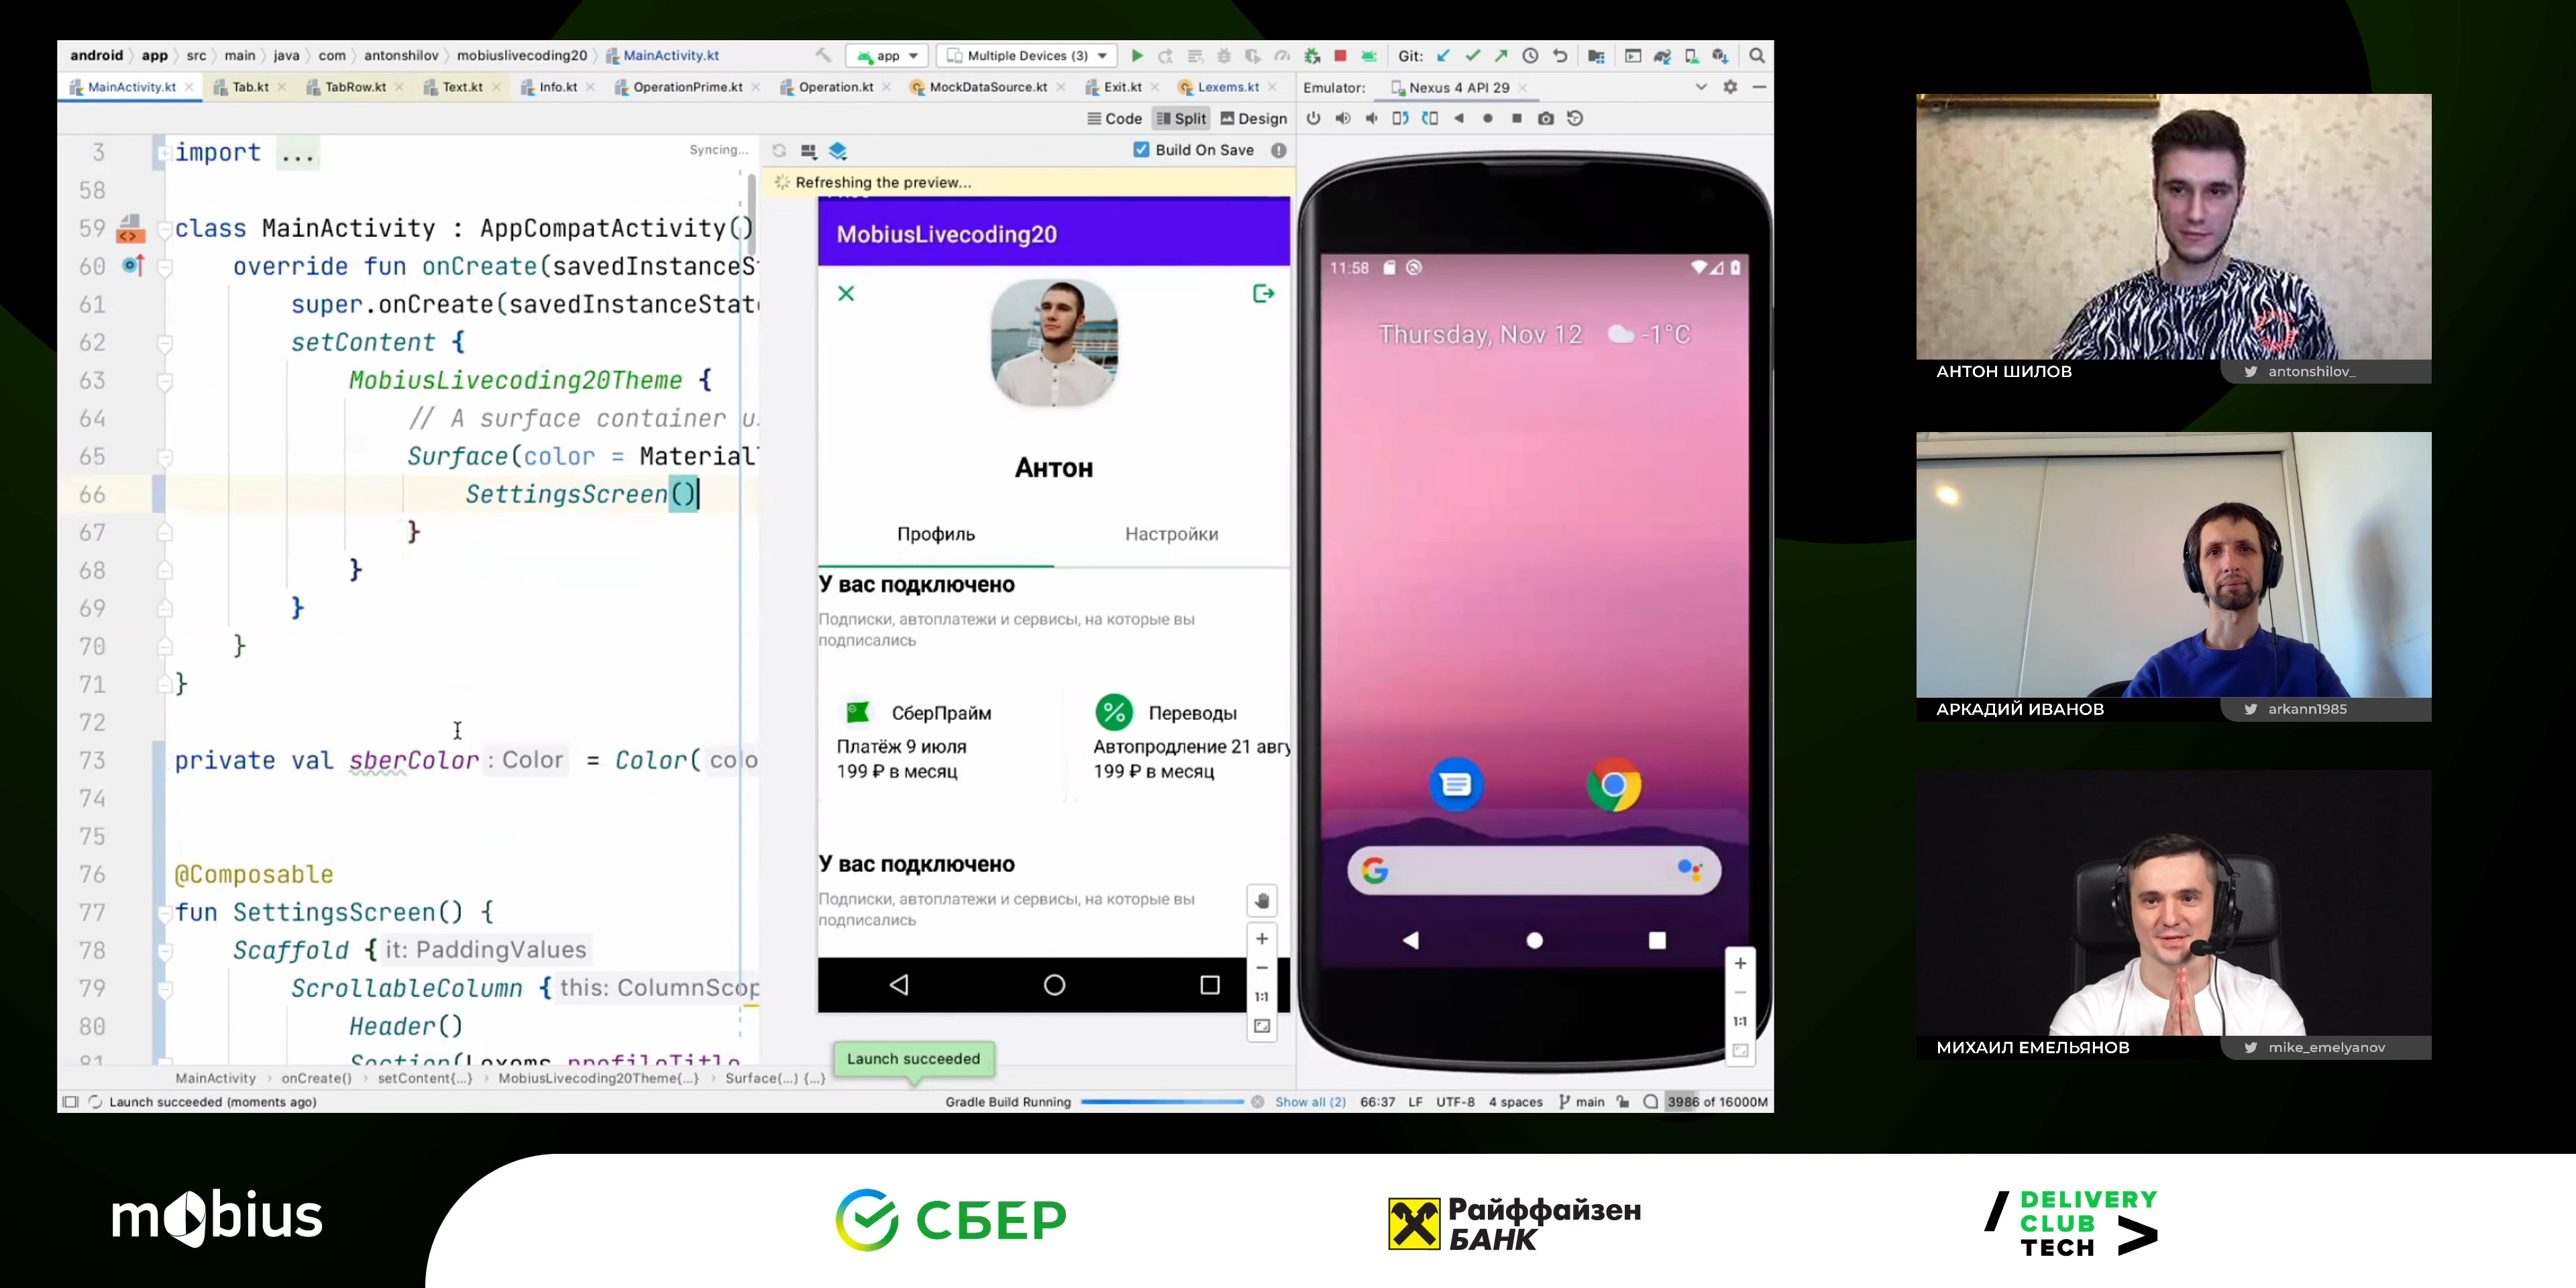 android > app > src > main > java > com > antonshilov > mobiuslivecoding20 > MainActivity.kt
app
Multiple Devices (3)
Git:
MainActivity.kt
Tab.kt
TabRow.kt
Text.kt
Info.kt
OperationPrime.kt
Operation.kt
MockDataSource.kt
Exit.kt
Lexems.kt
Emulator:
Nexus 4 API 29
Code
Split
Design
Syncing...
Build On Save
Refreshing the preview...
3 import ...
58
59 class MainActivity : AppCompatActivity()
60 override fun onCreate(savedInstanceS
61 super.onCreate(savedInstanceStat
62 setContent {
63 MobiusLivecoding20Theme {
64 // A surface container u
65 Surface(color = Material
66 SettingsScreen()
67 }
68 }
69 }
70 }
71 }
72
73 private val sberColor : Color = Color( colo
74
75
76 @Composable
77 fun SettingsScreen() {
78 Scaffold { it: PaddingValues
79 ScrollableColumn { this: ColumnScop
80 Header()
81 Section(Lexems.profileTitle
MobiusLivecoding20
Антон
Профиль
Настройки
У вас подключено
Подписки, автоплатежи и сервисы, на которые вы
подписались
СберПрайм
Платёж 9 июля
199 ₽ в месяц
Переводы
Автопродление 21 авгу
199 ₽ в месяц
У вас подключено
Подписки, автоплатежи и сервисы, на которые вы
подписались
1:1
Launch succeeded
11:58
Thursday, Nov 12
-1°C
1:1
MainActivity > onCreate() > setContent{...} > MobiusLivecoding20Theme{...} > Surface(...) {...}
Launch succeeded (moments ago)
Gradle Build Running
Show all (2)
66:37
LF
UTF-8
4 spaces
main
3986 of 16000M
АНТОН ШИЛОВ
antonshilov_
АРКАДИЙ ИВАНОВ
arkann1985
МИХАИЛ ЕМЕЛЬЯНОВ
mike_emelyanov
mobius
СБЕР
Райффайзен
БАНК
DELIVERY
CLUB
TECH